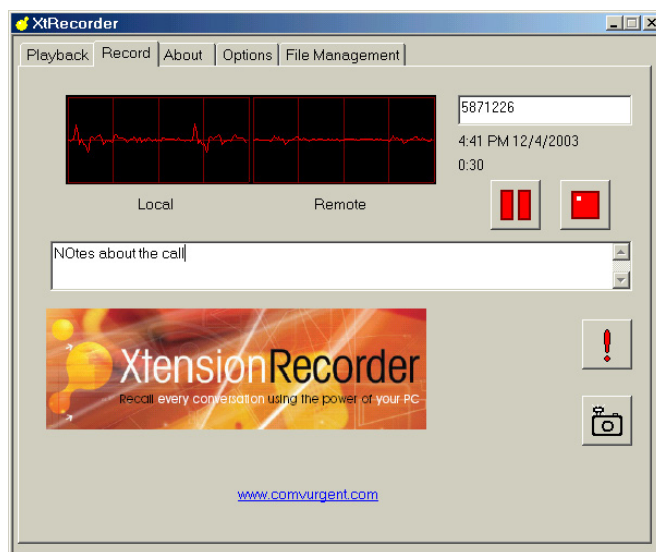 XtRecorder
Playback Record About Options File Management
5871226
4:41 PM 12/4/2003
0:30
Local Remote
NOtes about the call
XtensionRecorder
Recall every conversation using the power of your PC
www.comvurgent.com